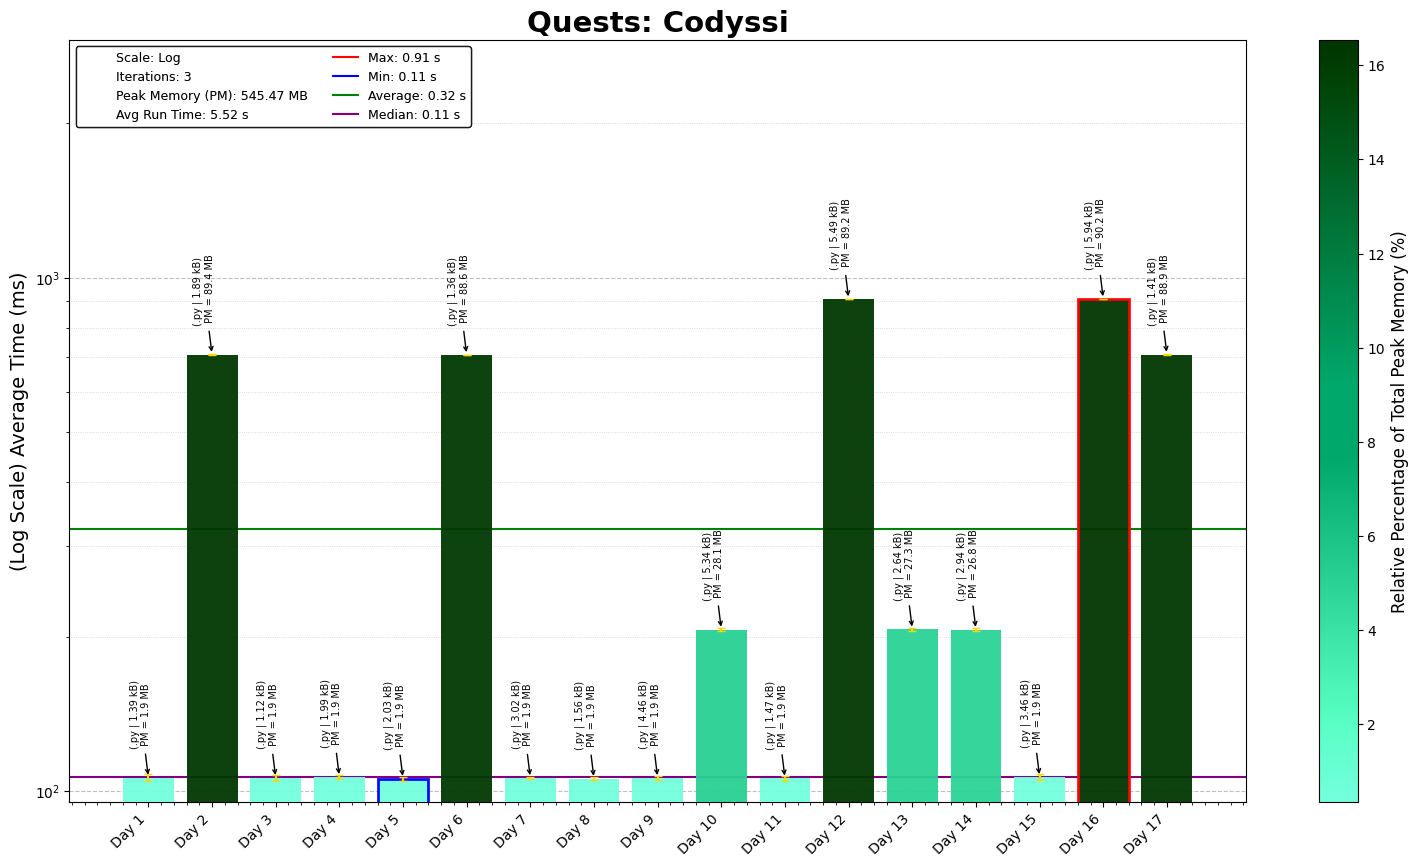 Quests: Codyssi
Scale: Log
Iterations: 3
Peak Memory (PM): 545.47 MB
Avg Run Time: 5.52 s
Max: 0.91 s
Min: 0.11 s
Average: 0.32 s
Median: 0.11 s
(Log Scale) Average Time (ms)
10³
10²
(.py | 1.39 kB)
PM = 1.9 MB
(.py | 1.89 kB)
PM = 89.4 MB
(.py | 1.12 kB)
PM = 1.9 MB
(.py | 1.99 kB)
PM = 1.9 MB
(.py | 2.03 kB)
PM = 1.9 MB
(.py | 1.36 kB)
PM = 88.6 MB
(.py | 3.02 kB)
PM = 1.9 MB
(.py | 1.56 kB)
PM = 1.9 MB
(.py | 4.46 kB)
PM = 1.9 MB
(.py | 5.34 kB)
PM = 28.1 MB
(.py | 1.47 kB)
PM = 1.9 MB
(.py | 5.49 kB)
PM = 89.2 MB
(.py | 2.64 kB)
PM = 27.3 MB
(.py | 2.94 kB)
PM = 26.8 MB
(.py | 3.46 kB)
PM = 1.9 MB
(.py | 5.94 kB)
PM = 90.2 MB
(.py | 1.41 kB)
PM = 88.9 MB
Day 1
Day 2
Day 3
Day 4
Day 5
Day 6
Day 7
Day 8
Day 9
Day 10
Day 11
Day 12
Day 13
Day 14
Day 15
Day 16
Day 17
16
14
12
10
8
6
4
2
Relative Percentage of Total Peak Memory (%)